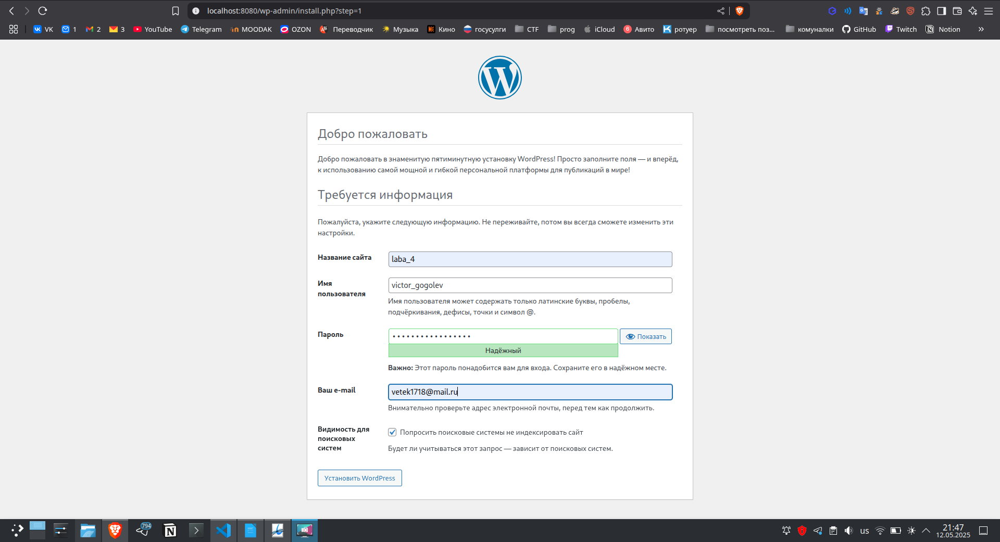 localhost:8080/wp-admin/install.php?step=1
VK 1 2 3 YouTube Telegram MOODAK OZON Переводчик Музыка Кино госусулги CTF prog iCloud Авито ротуер посмотреть поз... комуналки GitHub Twitch Notion
Добро пожаловать
Добро пожаловать в знаменитую пятиминутную установку WordPress! Просто заполните поля — и вперёд,
к использованию самой мощной и гибкой персональной платформы для публикаций в мире!
Требуется информация
Пожалуйста, укажите следующую информацию. Не переживайте, потом вы всегда сможете изменить эти
настройки.
Название сайта
laba_4
Имя
пользователя
victor_gogolev
Имя пользователя может содержать только латинские буквы, пробелы,
подчёркивания, дефисы, точки и символ @.
Пароль
•••••••••••••••••
Показать
Надёжный
Важно: Этот пароль понадобится вам для входа. Сохраните его в надёжном месте.
Ваш e-mail
vetek1718@mail.ru
Внимательно проверьте адрес электронной почты, перед тем как продолжить.
Видимость для
поисковых
систем
Попросить поисковые системы не индексировать сайт
Будет ли учитываться этот запрос — зависит от поисковых систем.
Установить WordPress
794
us
21:47
12.05.2025